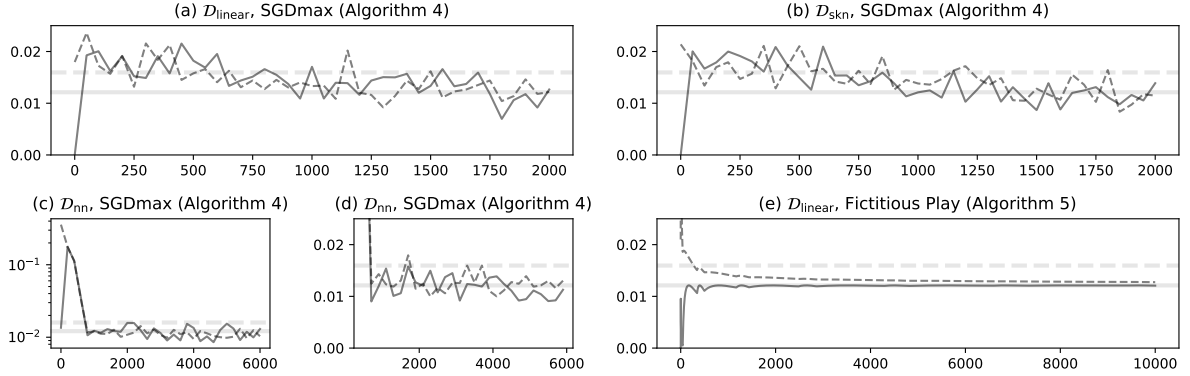 (a) 𝒟linear, SGDmax (Algorithm 4)
0.02
0.01
0.00
0 250 500 750 1000 1250 1500 1750 2000
(b) 𝒟skn, SGDmax (Algorithm 4)
0.02
0.01
0.00
0 250 500 750 1000 1250 1500 1750 2000
(c) 𝒟nn, SGDmax (Algorithm 4)
10⁻¹
10⁻²
0 2000 4000 6000
(d) 𝒟nn, SGDmax (Algorithm 4)
0.02
0.01
0.00
2000 4000 6000
(e) 𝒟linear, Fictitious Play (Algorithm 5)
0.02
0.01
0.00
0 2000 4000 6000 8000 10000